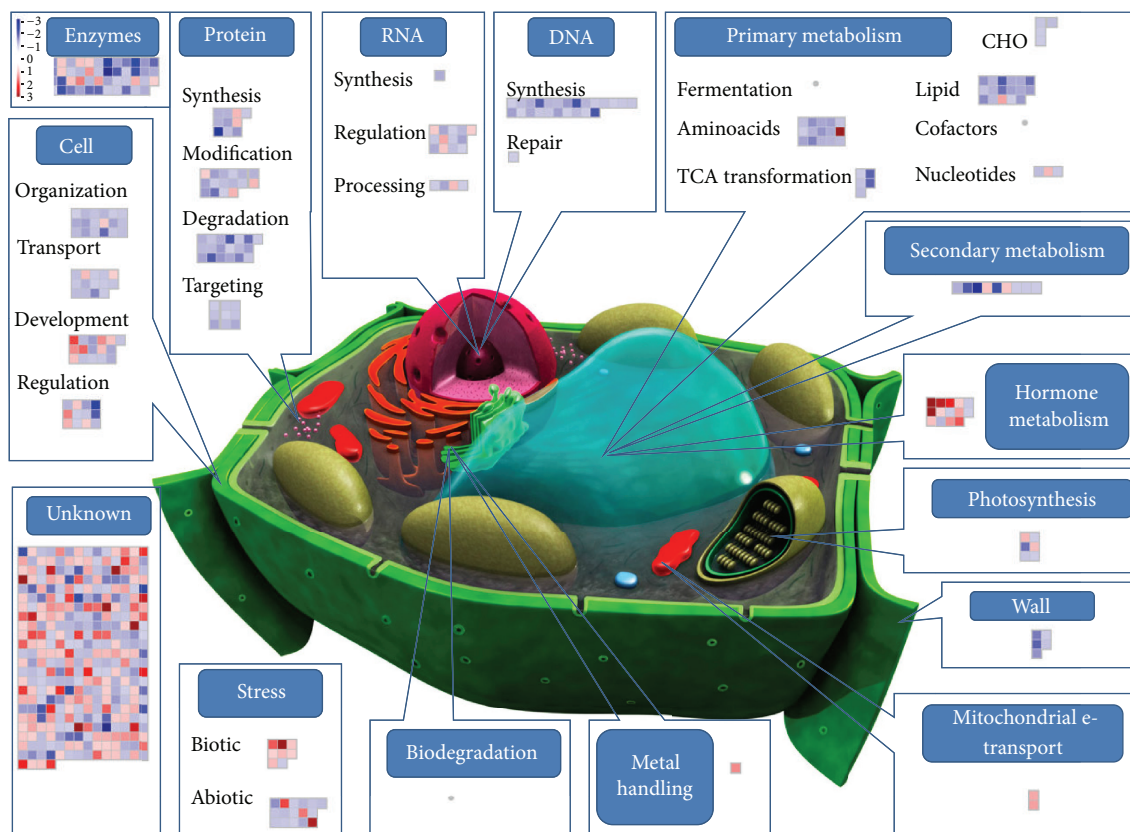 −3
−2
−1
0
1
2
3
Enzymes
Protein
Synthesis
Modification
Degradation
Targeting
RNA
Synthesis
Regulation
Processing
DNA
Synthesis
Repair
Primary metabolism
CHO
Fermentation
Lipid
Aminoacids
Cofactors
TCA transformation
Nucleotides
Cell
Organization
Transport
Development
Regulation
Secondary metabolism
Hormone
metabolism
Photosynthesis
Wall
Mitochondrial e-
transport
Unknown
Stress
Biotic
Abiotic
Biodegradation
Metal
handling